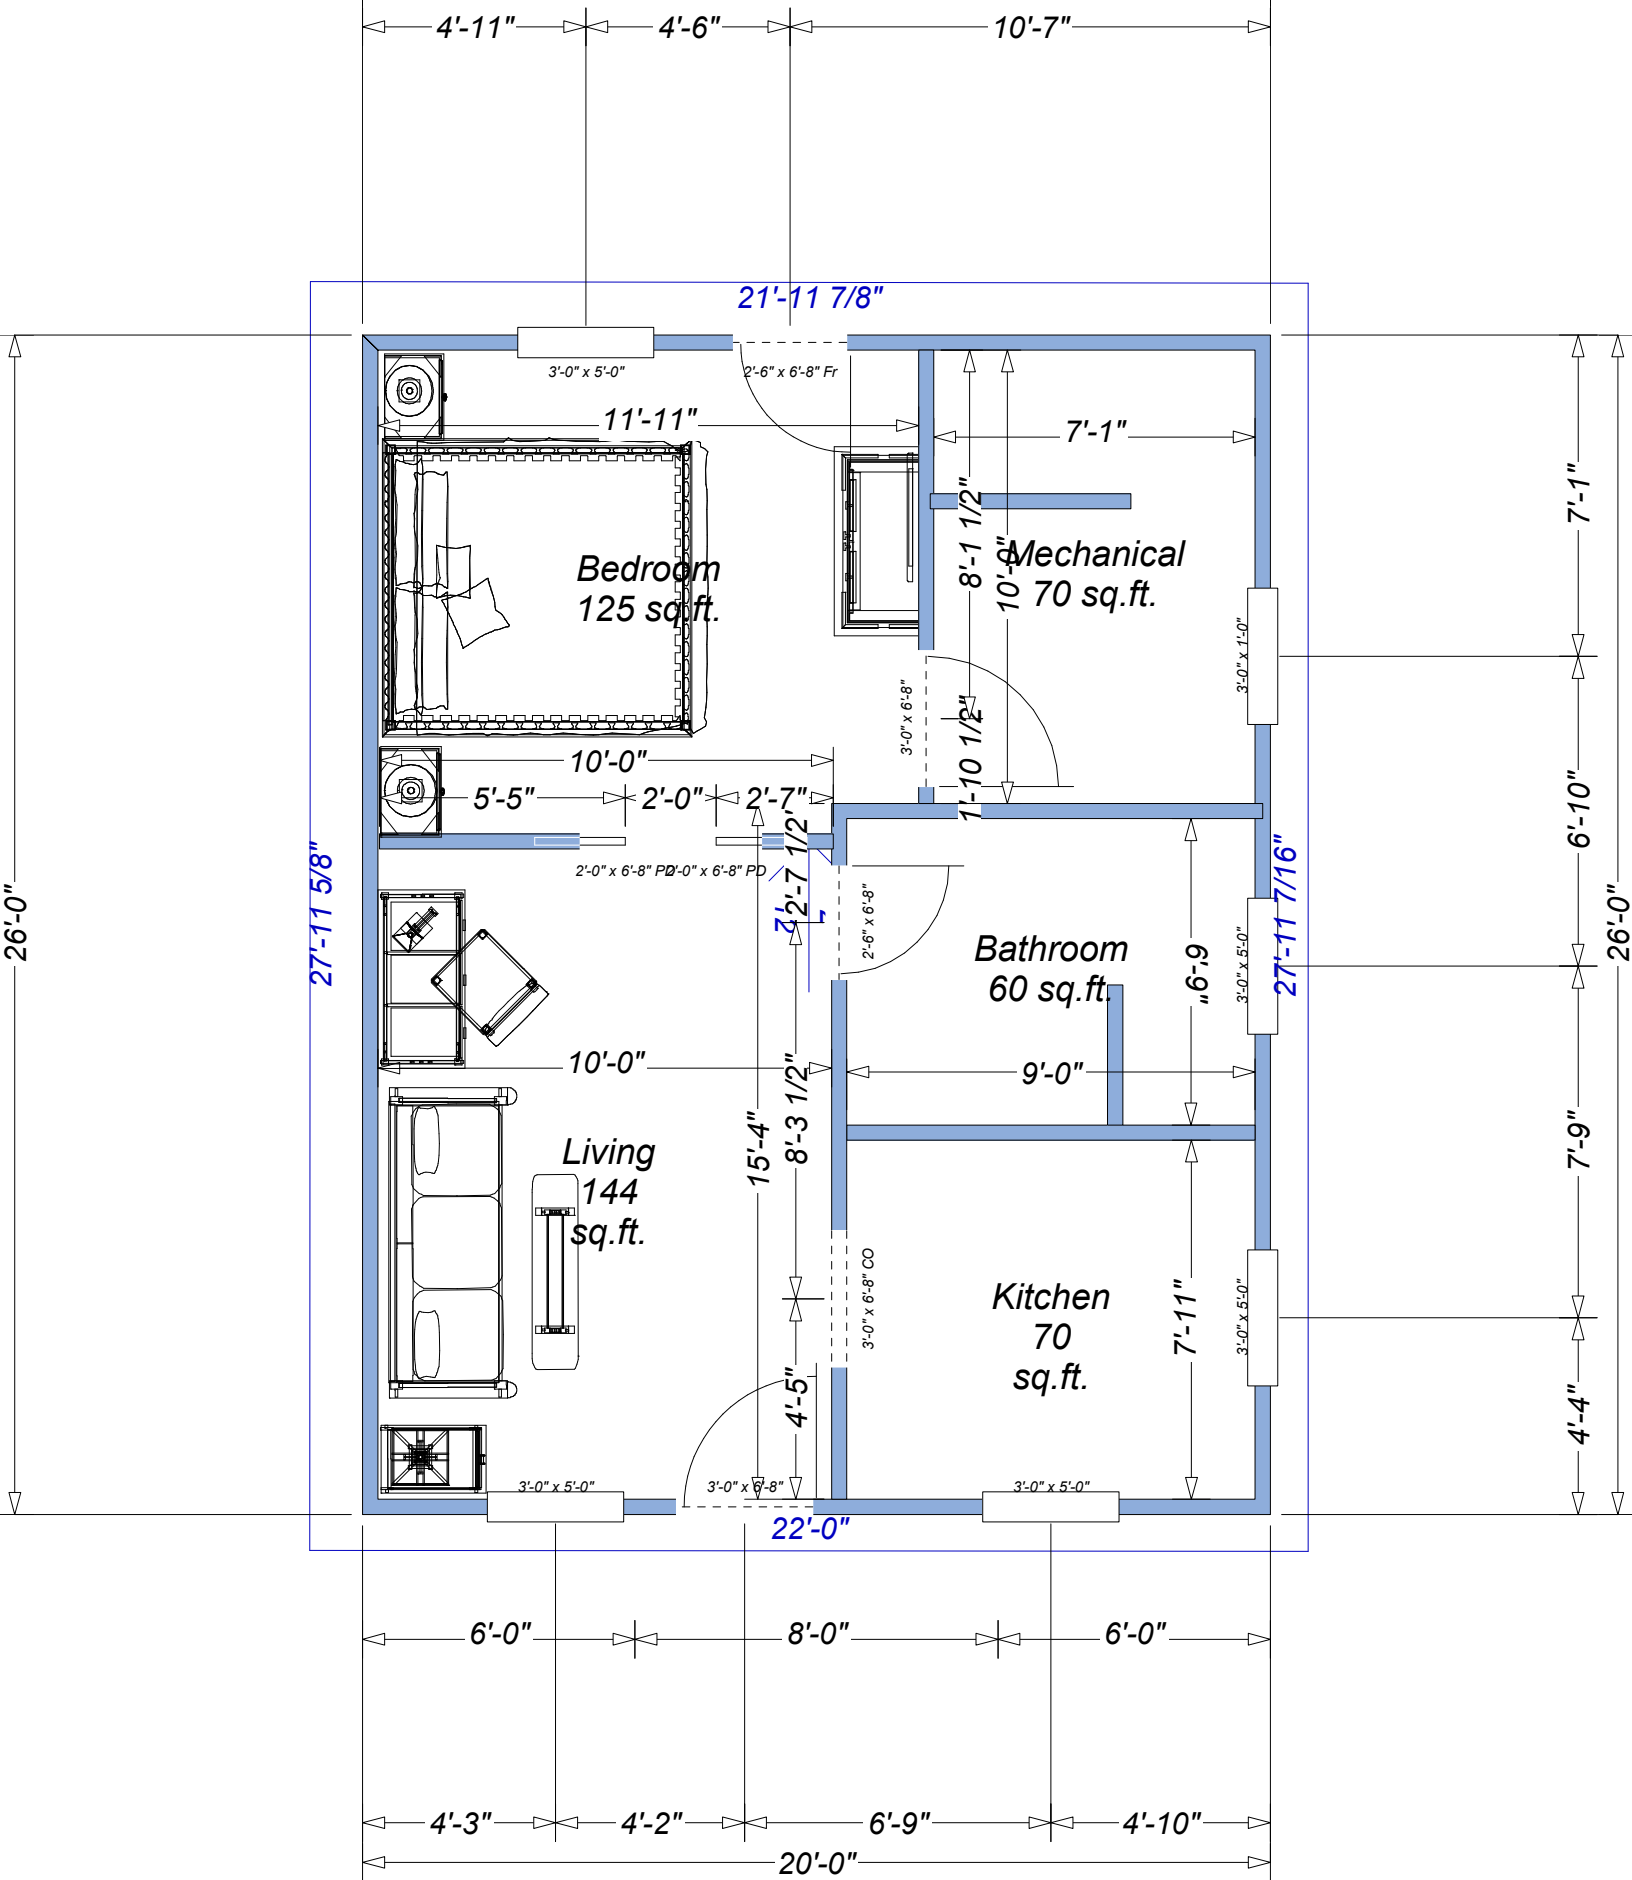 4'-11" 4'-6" 10'-7"
21'-11 7/8"
3'-0" x 5'-0" 2'-6" x 6'-8" Fr
11'-11" 7'-1"
7'-1"
8'-1 1/2"
10'-0"
Bedroom
125 sq.ft.
Mechanical
70 sq.ft.
3'-0" x 1'-0"
3'-0" x 6'-8"
1'-10 1/2"
10'-0"
5'-5" 2'-0" 2'-7"
6'-10"
2'-0" x 6'-8" PD 2'-0" x 6'-8" PD
2'-7 1/2"
26'-0"
27'-11 5/8"
2'-6" x 6'-8"
Bathroom
60 sq.ft.
6'-9"
3'-0" x 5'-0"
27'-11 7/16"
26'-0"
10'-0" 9'-0"
8'-3 1/2"
15'-4"
7'-9"
Living
144
sq.ft.
3'-0" x 6'-8" CO
Kitchen
70
sq.ft.
7'-11"
3'-0" x 5'-0"
4'-5"
4'-4"
3'-0" x 5'-0" 3'-0" x 6'-8" 3'-0" x 5'-0"
22'-0"
6'-0" 8'-0" 6'-0"
4'-3" 4'-2" 6'-9" 4'-10"
20'-0"